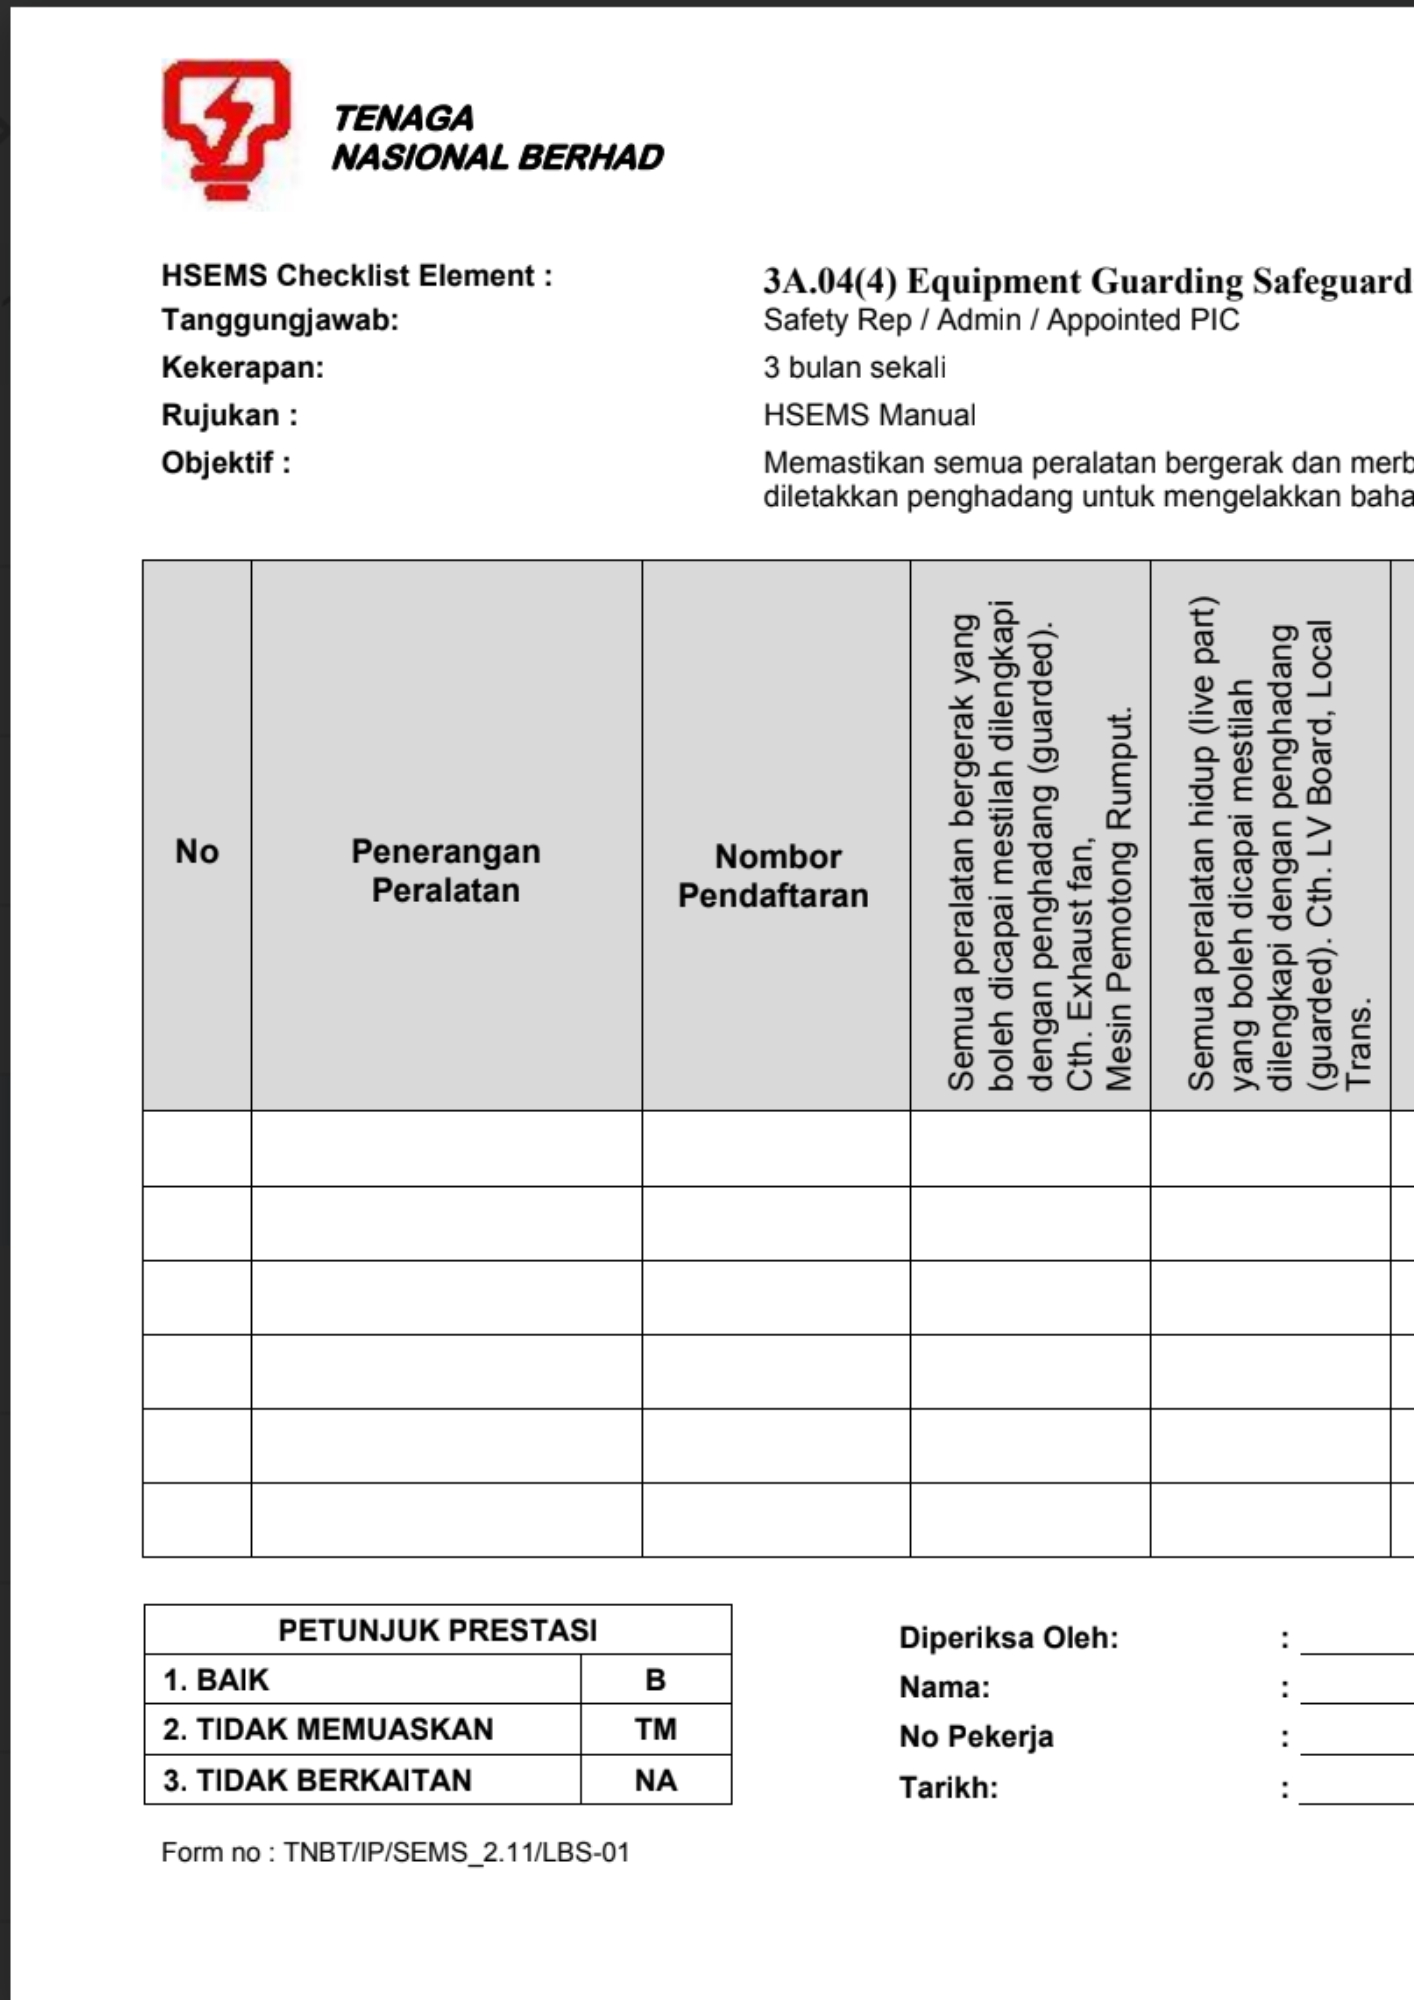 TENAGA
NASIONAL BERHAD
HSEMS Checklist Element :
3A.04(4) Equipment Guarding Safeguard
Tanggungjawab:
Safety Rep / Admin / Appointed PIC
Kekerapan:
3 bulan sekali
Rujukan :
HSEMS Manual
Objektif :
Memastikan semua peralatan bergerak dan
diletakkan penghadang untuk mengelakkan
No
Penerangan
Peralatan
Nombor
Pendaftaran
Semua peralatan bergerak yang
boleh dicapai mestilah dilengkapi
dengan penghadang (guarded).
Cth. Exhaust fan,
Mesin Pemotong Rumput.
Semua peralatan hidup (live part)
yang boleh dicapai mestilah
dilengkapi dengan penghadang
(guarded). Cth. LV Board, Local
Trans.
PETUNJUK PRESTASI
1. BAIK B
2. TIDAK MEMUASKAN TM
3. TIDAK BERKAITAN NA
Diperiksa Oleh: :
Nama: :
No Pekerja :
Tarikh: :
Form no : TNBT/IP/SEMS_2.11/LBS-01